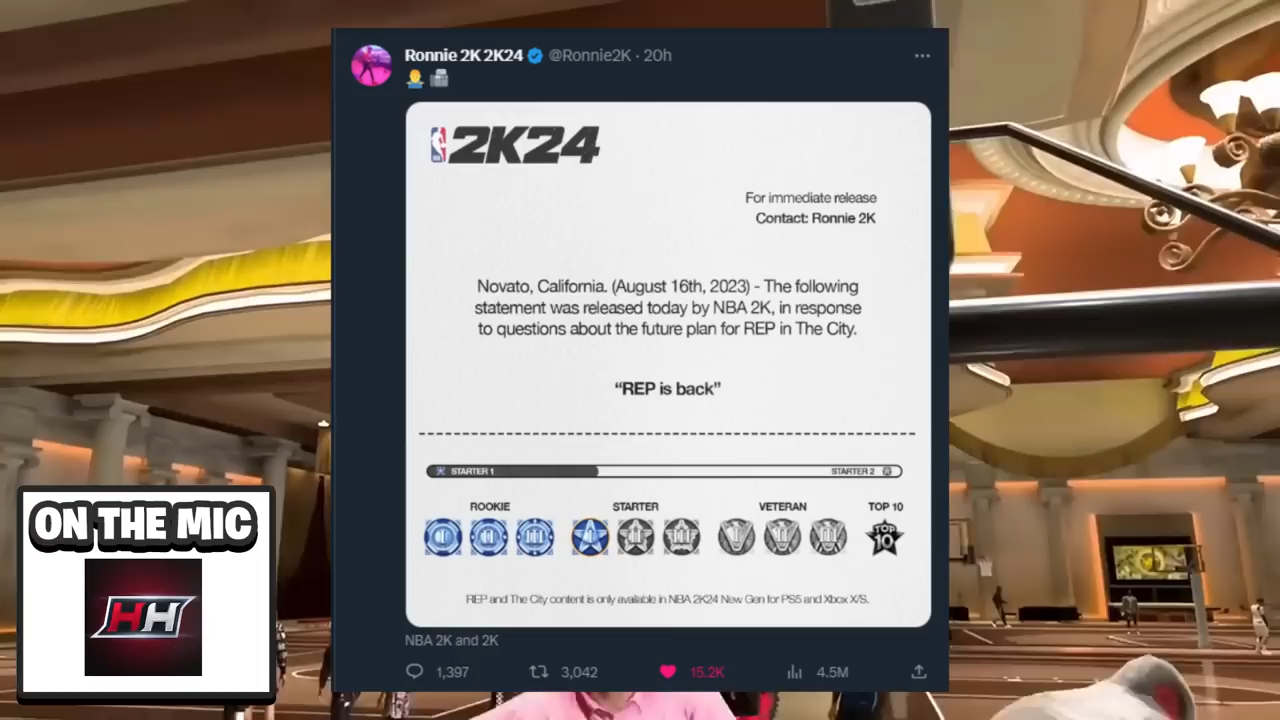 Ronnie 2K 2K24 @Ronnie2K · 20h
2K24
For immediate release
Contact: Ronnie 2K
Novato, California. (August 16th, 2023) - The following
statement was released today by NBA 2K, in response
to questions about the future plan for REP in The City.
“REP is back”
STARTER 1 STARTER 2
ROOKIE STARTER VETERAN TOP 10
I II III I II III TOP 10
REP and The City content is only available in NBA 2K24 New Gen for PS5 and Xbox X/S.
NBA 2K and 2K
1,397 3,042 15.2K 4.5M
ON THE MIC
HH